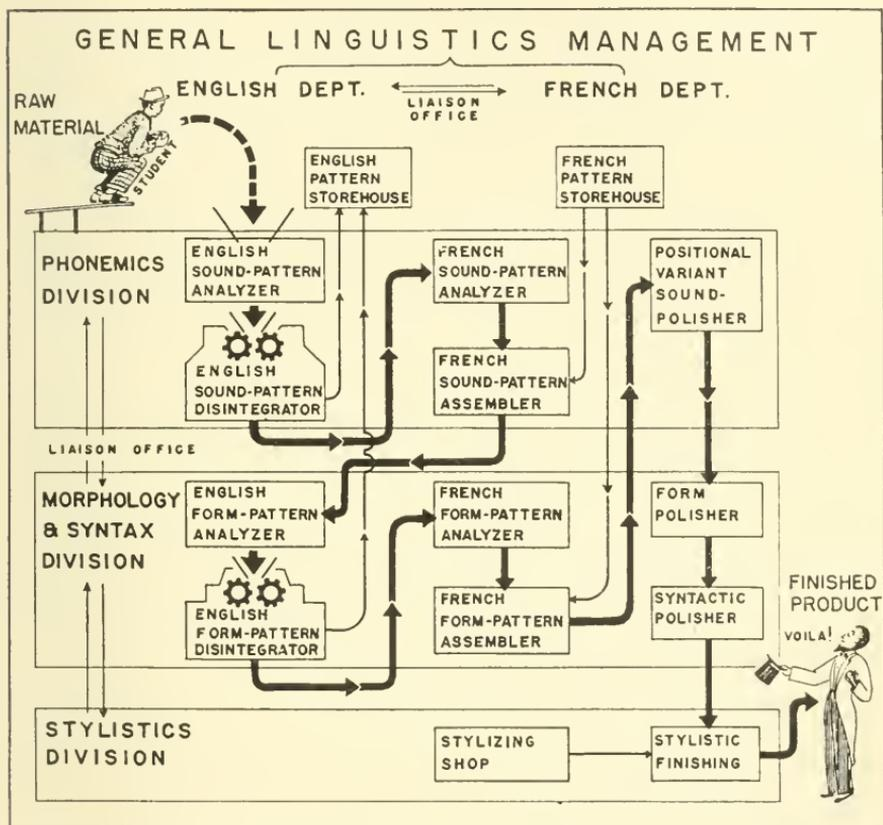 GENERAL LINGUISTICS MANAGEMENT
ENGLISH DEPT.
LIAISON
OFFICE
FRENCH DEPT.
RAW
MATERIAL
STUDENT
ENGLISH
PATTERN
STOREHOUSE
FRENCH
PATTERN
STOREHOUSE
PHONEMICS
DIVISION
ENGLISH
SOUND-PATTERN
ANALYZER
FRENCH
SOUND-PATTERN
ANALYZER
POSITIONAL
VARIANT
SOUND-
POLISHER
ENGLISH
SOUND-PATTERN
DISINTEGRATOR
FRENCH
SOUND-PATTERN
ASSEMBLER
LIAISON OFFICE
MORPHOLOGY
& SYNTAX
DIVISION
ENGLISH
FORM-PATTERN
ANALYZER
FRENCH
FORM-PATTERN
ANALYZER
FORM
POLISHER
ENGLISH
FORM-PATTERN
DISINTEGRATOR
FRENCH
FORM-PATTERN
ASSEMBLER
SYNTACTIC
POLISHER
FINISHED
PRODUCT
VOILA!
STYLISTICS
DIVISION
STYLIZING
SHOP
STYLISTIC
FINISHING